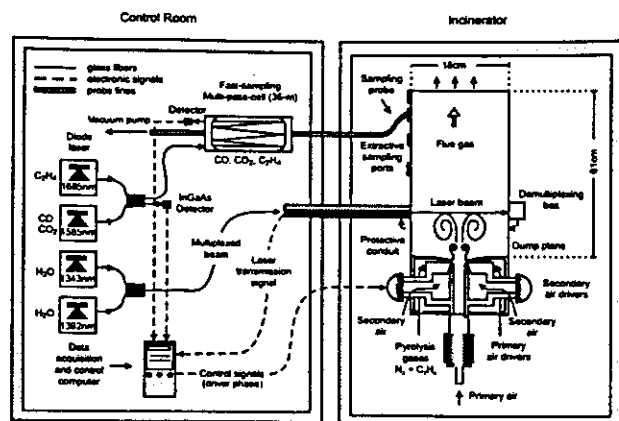 Control Room
Incinerator
glass fibers
electronic signals
probe lines
Fast-sampling
Multi-pass-cell (36-m)
Detector
Vacuum pump
CO, CO₂, C₂H₄
Diode
laser
C₂H₄
1685nm
CO
CO₂
1585nm
InGaAs
Detector
H₂O
1343nm
H₂O
1392nm
Multiplexed
beam
Laser
transmission
signal
Data
acquisition
and control
computer
Control signals
(driver phase)
18cm
Sampling
probe
Flue gas
Extractive
sampling
ports
81cm
Laser beam
Demultiplexing
box
Protective
conduit
Dump plane
Secondary
air drivers
Secondary
air
Secondary
air
Pyrolysis
gases
N₂ + C₂H₄
Primary
air drivers
Primary air